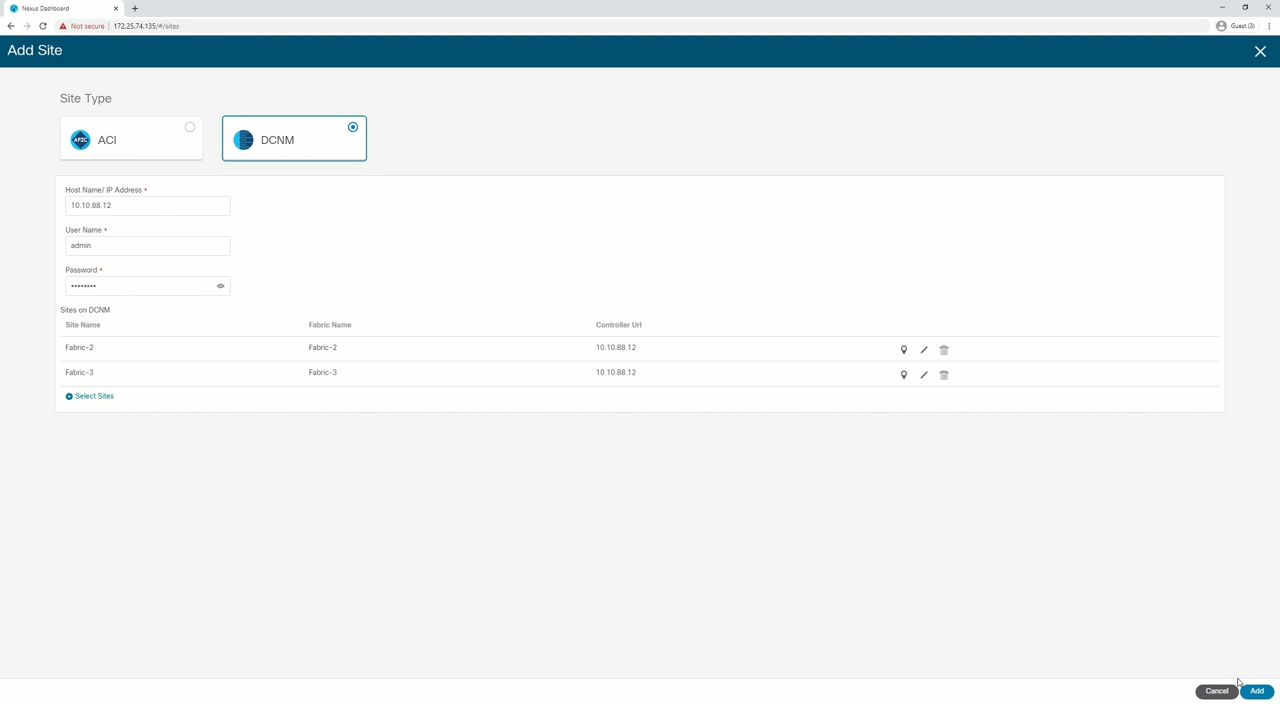 Nexus Dashboard
Not secure | 172.25.74.135/#/sites
Guest (3)
Add Site
Site Type
APIC ACI
DCNM
Host Name/ IP Address *
10.10.88.12
User Name *
admin
Password *
••••••••
Sites on DCNM
Site Name Fabric Name Controller Url
Fabric-2 Fabric-2 10.10.88.12
Fabric-3 Fabric-3 10.10.88.12
Select Sites
Cancel Add